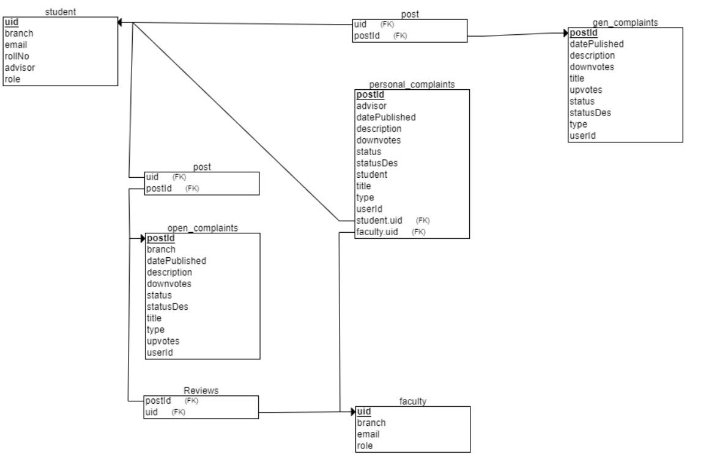 student
uid
branch
email
rollNo
advisor
role
post
uid (FK)
postId (FK)
gen_complaints
postId
datePulished
description
downvotes
title
upvotes
status
statusDes
type
userId
personal_complaints
postId
advisor
datePublished
description
downvotes
status
statusDes
student
title
type
userId
student.uid (FK)
faculty.uid (FK)
post
uid (FK)
postId (FK)
open_complaints
postId
branch
datePublished
description
downvotes
status
statusDes
title
type
upvotes
userId
Reviews
postId (FK)
uid (FK)
faculty
uid
branch
email
role